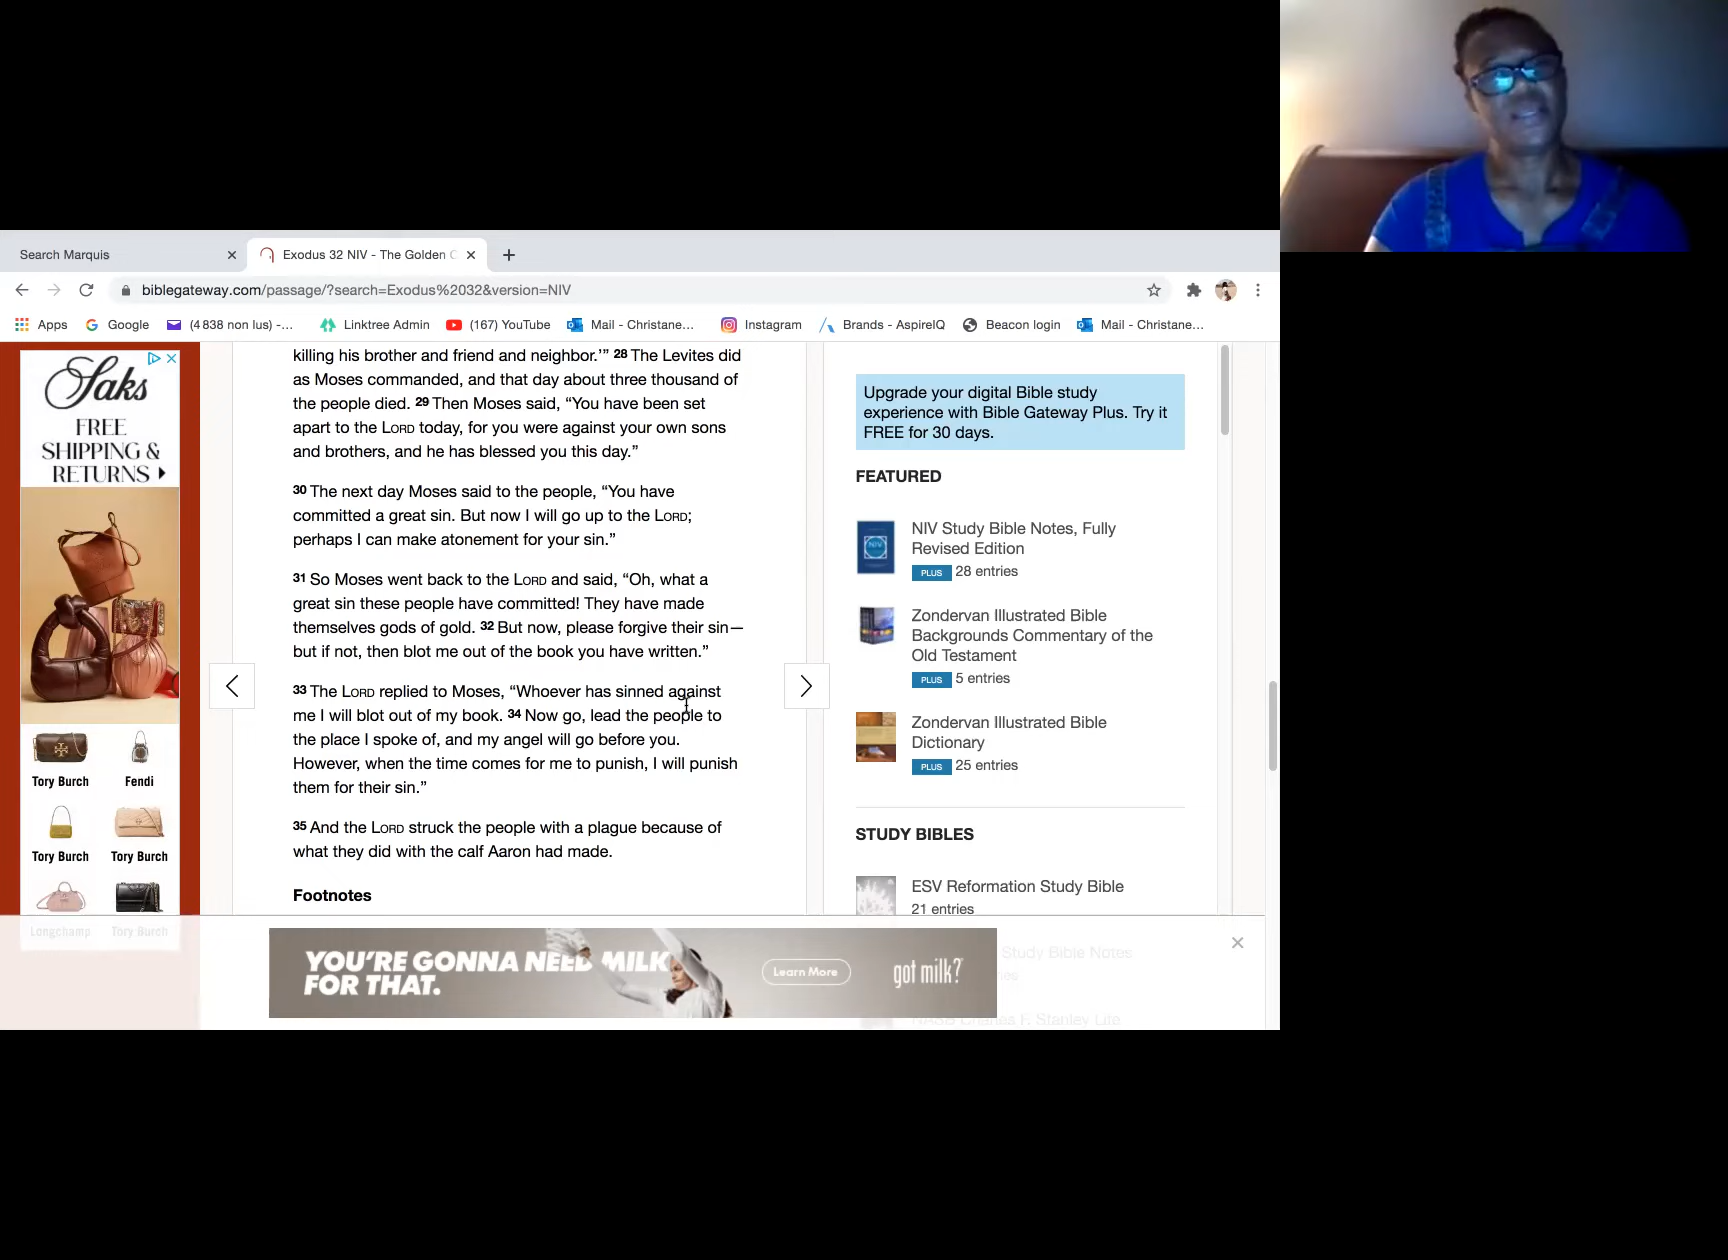 Search Marquis
Exodus 32 NIV - The Golden C
biblegateway.com/passage/?search=Exodus%2032&version=NIV
Apps
Google
(4 838 non lus) -...
Linktree Admin
(167) YouTube
Mail - Christane...
Instagram
Brands - AspireIQ
Beacon login
Mail - Christane...
Saks
FREE
SHIPPING &
RETURNS
Tory Burch
Fendi
Tory Burch
Tory Burch
Longchamp
Tory Burch
killing his brother and friend and neighbor.’” 28 The Levites did
as Moses commanded, and that day about three thousand of
the people died. 29 Then Moses said, “You have been set
apart to the LORD today, for you were against your own sons
and brothers, and he has blessed you this day.”
30 The next day Moses said to the people, “You have
committed a great sin. But now I will go up to the LORD;
perhaps I can make atonement for your sin.”
31 So Moses went back to the LORD and said, “Oh, what a
great sin these people have committed! They have made
themselves gods of gold. 32 But now, please forgive their sin—
but if not, then blot me out of the book you have written.”
33 The LORD replied to Moses, “Whoever has sinned against
me I will blot out of my book. 34 Now go, lead the people to
the place I spoke of, and my angel will go before you.
However, when the time comes for me to punish, I will punish
them for their sin.”
35 And the LORD struck the people with a plague because of
what they did with the calf Aaron had made.
Footnotes
Upgrade your digital Bible study
experience with Bible Gateway Plus. Try it
FREE for 30 days.
FEATURED
NIV
NIV Study Bible Notes, Fully
Revised Edition
PLUS 28 entries
Zondervan Illustrated Bible
Backgrounds Commentary of the
Old Testament
PLUS 5 entries
Zondervan Illustrated Bible
Dictionary
PLUS 25 entries
STUDY BIBLES
ESV Reformation Study Bible
21 entries
Study Bible Notes
NASB Charles F. Stanley Life
YOU’RE GONNA NEED MILK
FOR THAT.
Learn More
got milk?